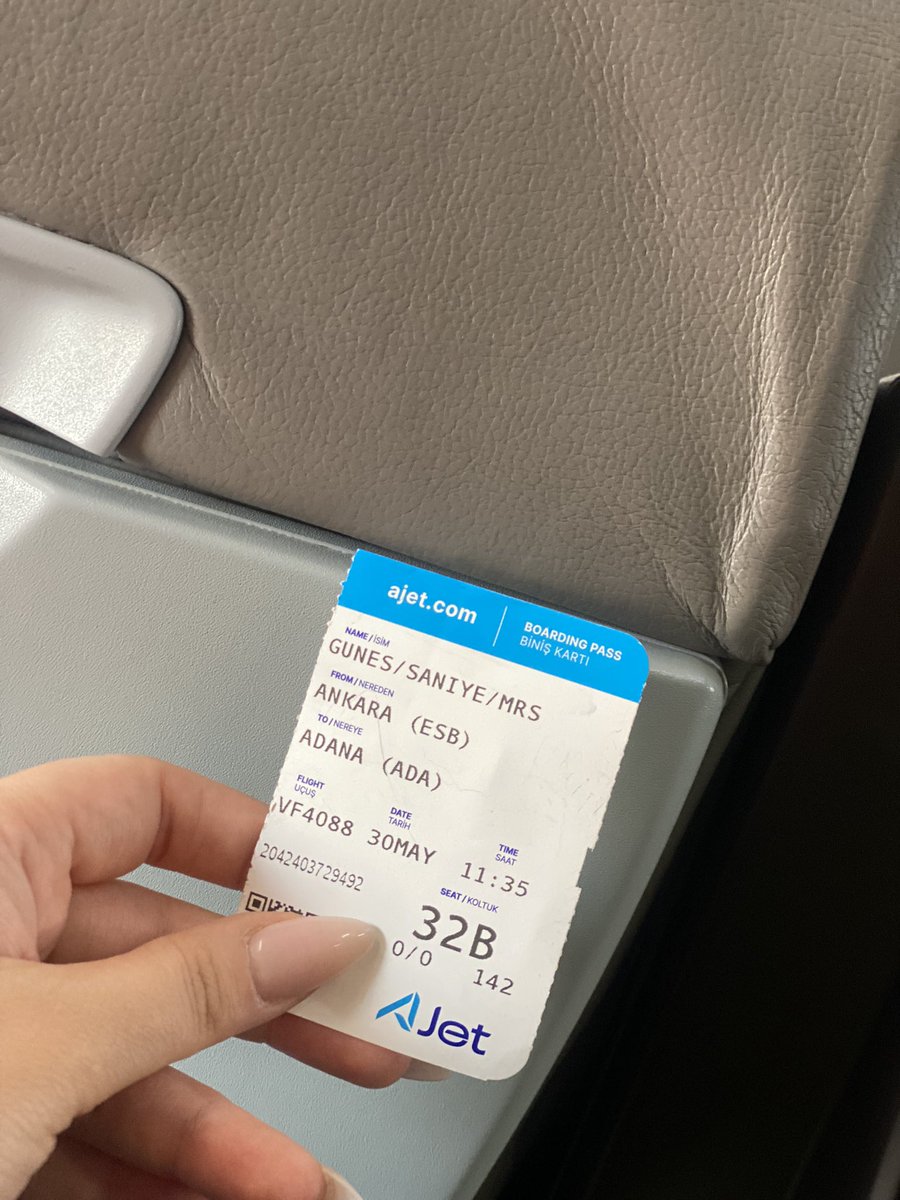 ajet.com
BOARDING PASS
BİNİŞ KARTI
NAME/İSİM
GUNES/SANIYE/MRS
FROM/NEREDEN
ANKARA (ESB)
TO/NEREYE
ADANA (ADA)
FLIGHT
UÇUŞ
VF4088
DATE
TARİH
30MAY
TIME
SAAT
11:35
2042403729492
SEAT/KOLTUK
32B
0/0 142
AJet